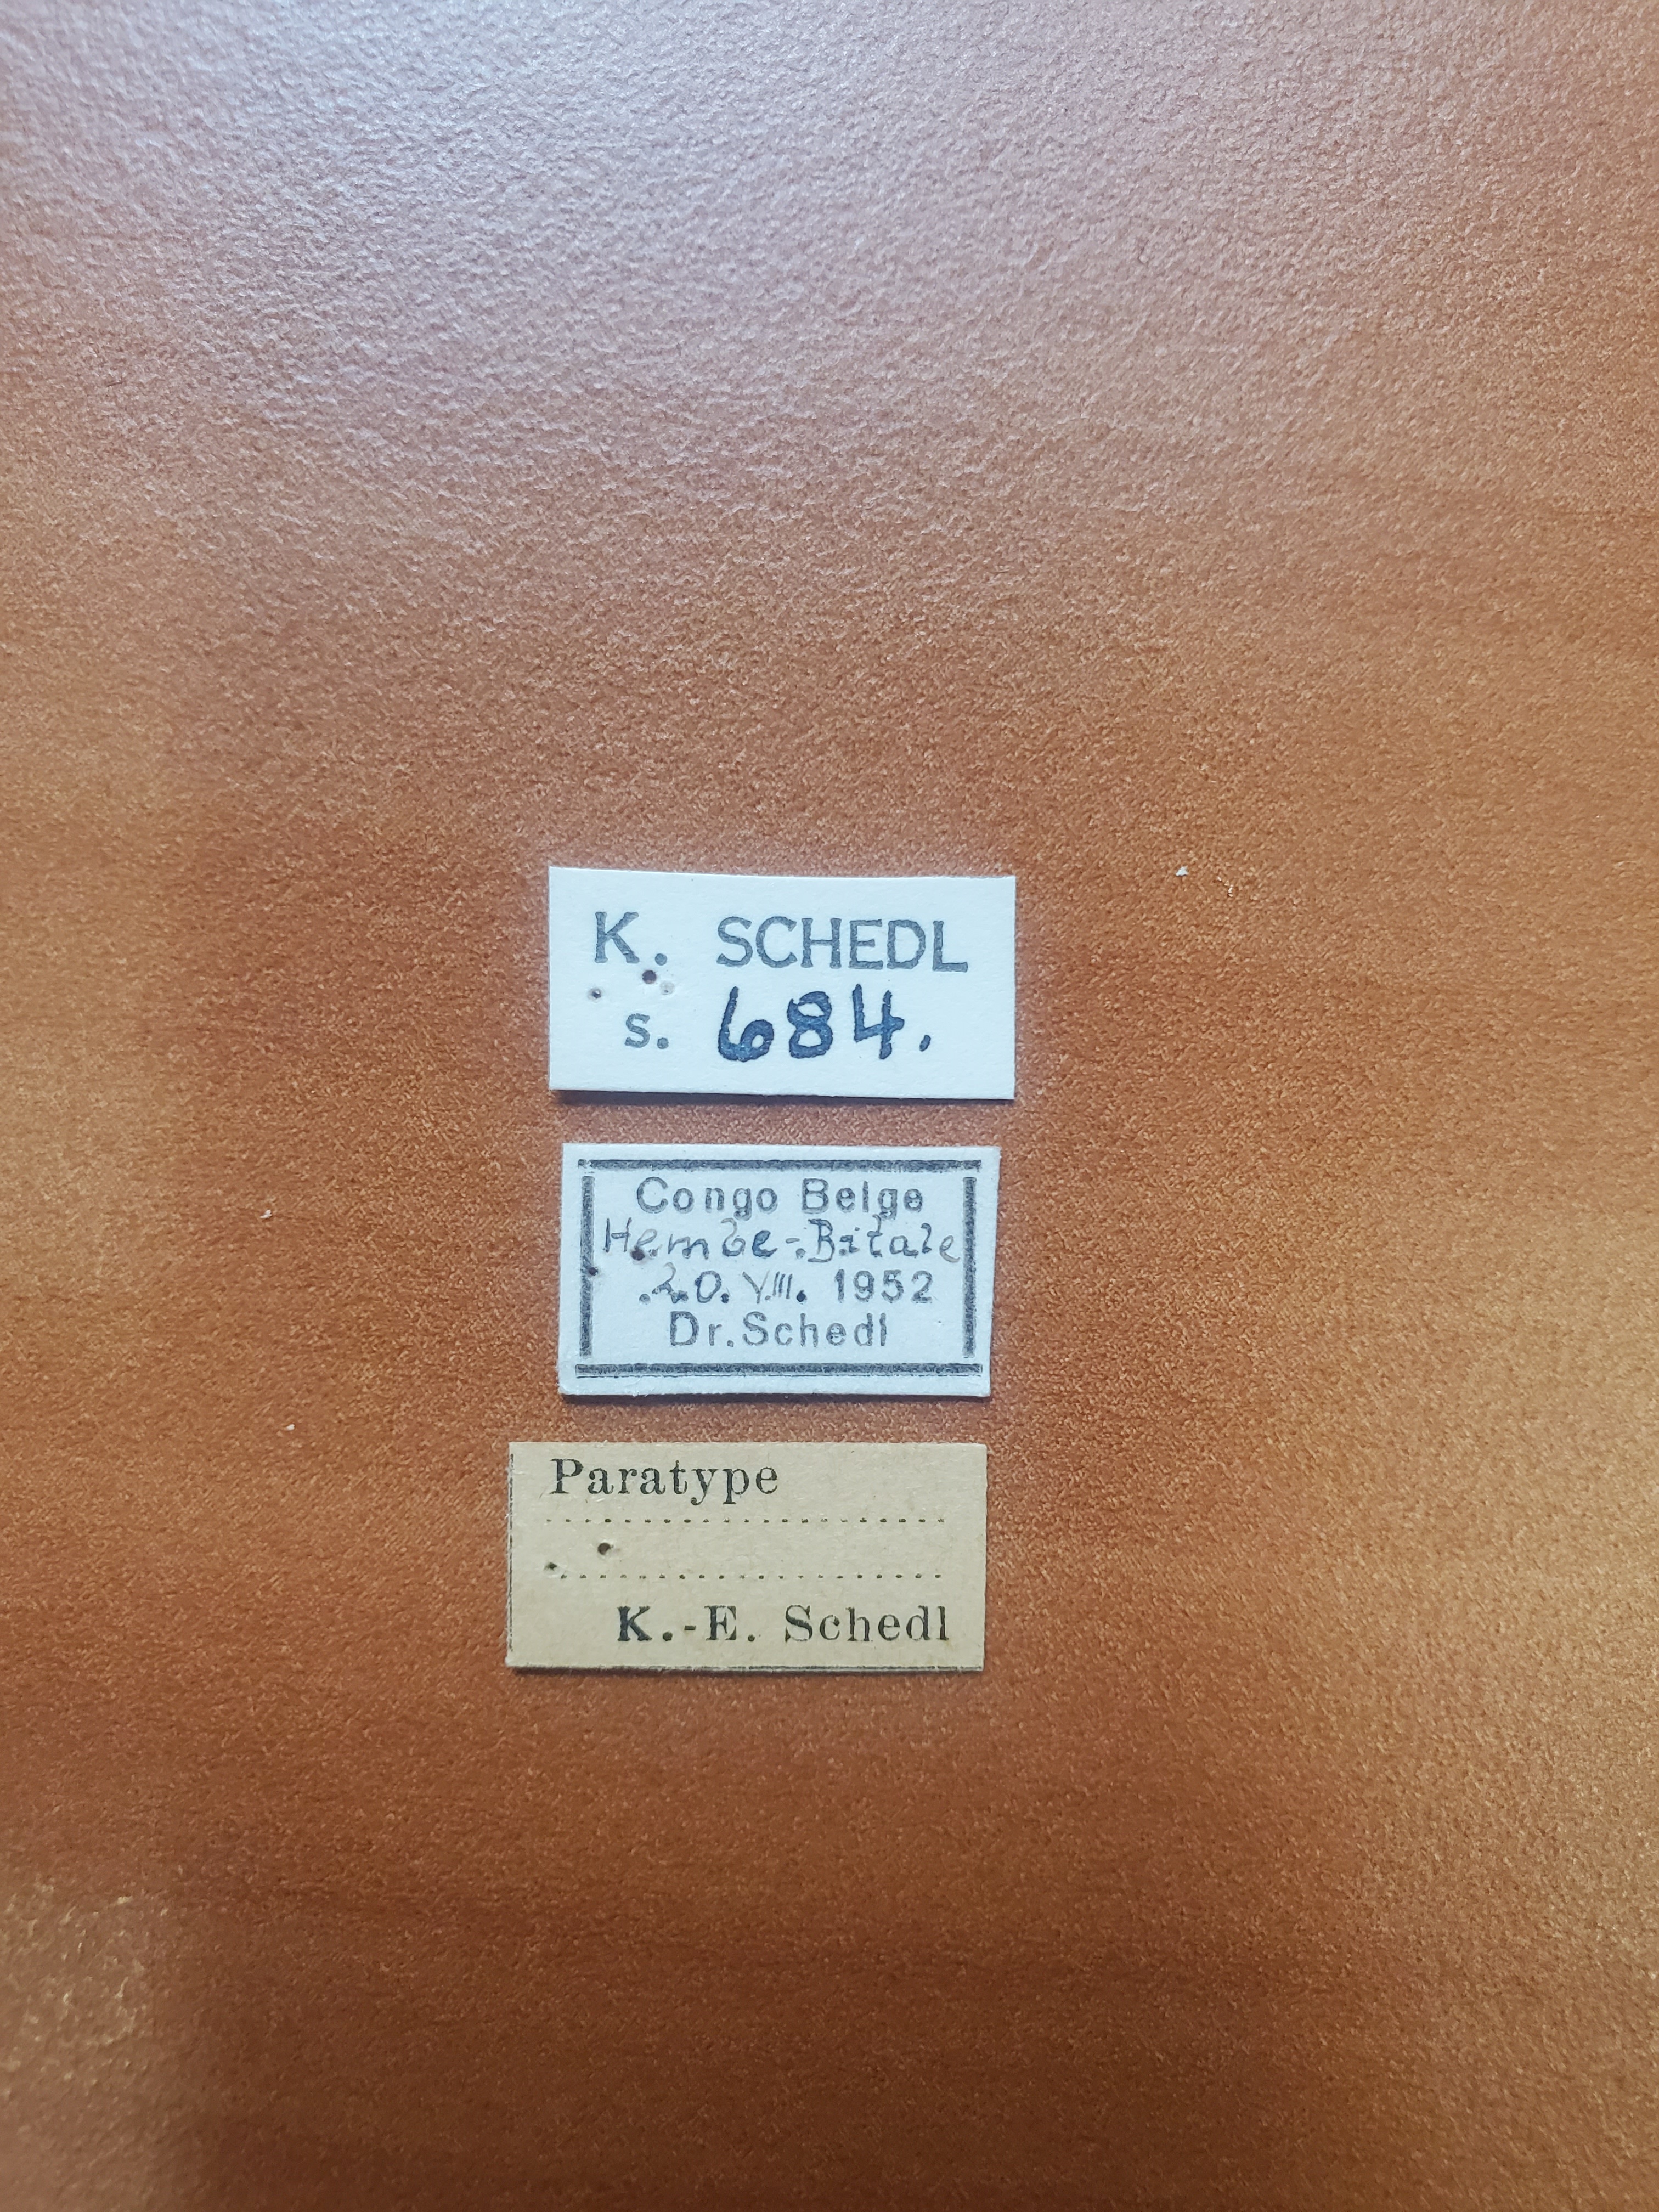 K. SCHEDL
s. 684.
Congo Belge
Hembe-Bitale
20. VIII. 1952
Dr. Schedl
Paratype
K.-E. Schedl